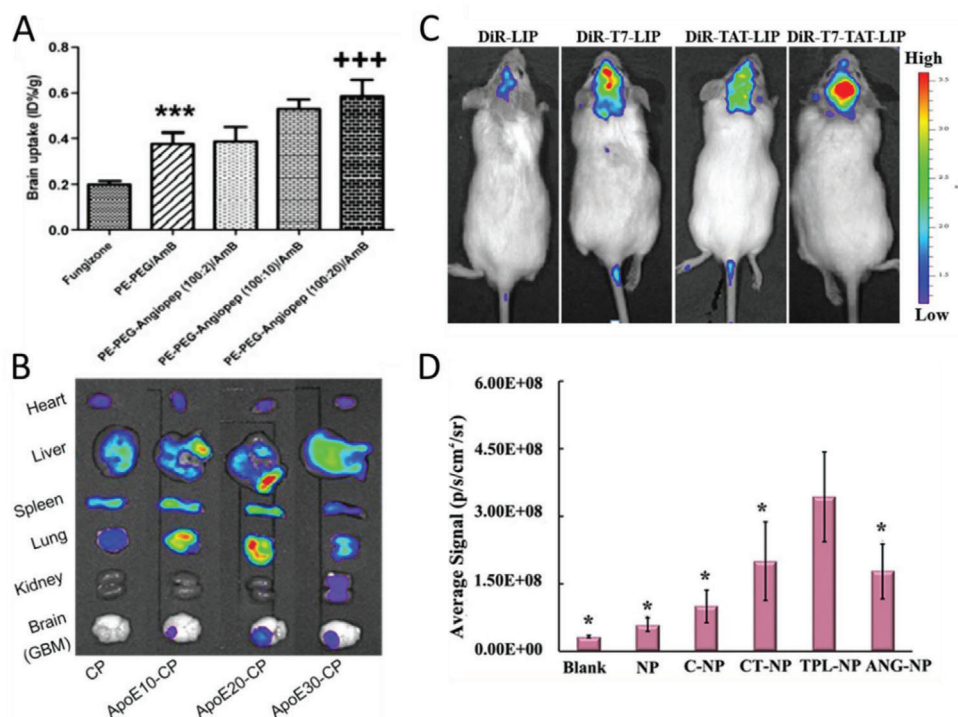 A
Brain uptake (ID%/g)
0.8
0.6
0.4
0.2
0.0
***
+++
Fungizone
PE-PEG/AmB
PE-PEG-Angiopep (100:2)/AmB
PE-PEG-Angiopep (100:10)/AmB
PE-PEG-Angiopep (100:20)/AmB
B
Heart
Liver
Spleen
Lung
Kidney
Brain
(GBM)
CP
ApoE10-CP
ApoE20-CP
ApoE30-CP
C
DiR-LIP DiR-T7-LIP DiR-TAT-LIP DiR-T7-TAT-LIP
High
3.5
3.0
2.5
2.0
1.5
Low
D
Average Signal (p/s/cm²/sr)
6.00E+08
4.50E+08
3.00E+08
1.50E+08
0.00E+00
* * * * *
Blank NP C-NP CT-NP TPL-NP ANG-NP